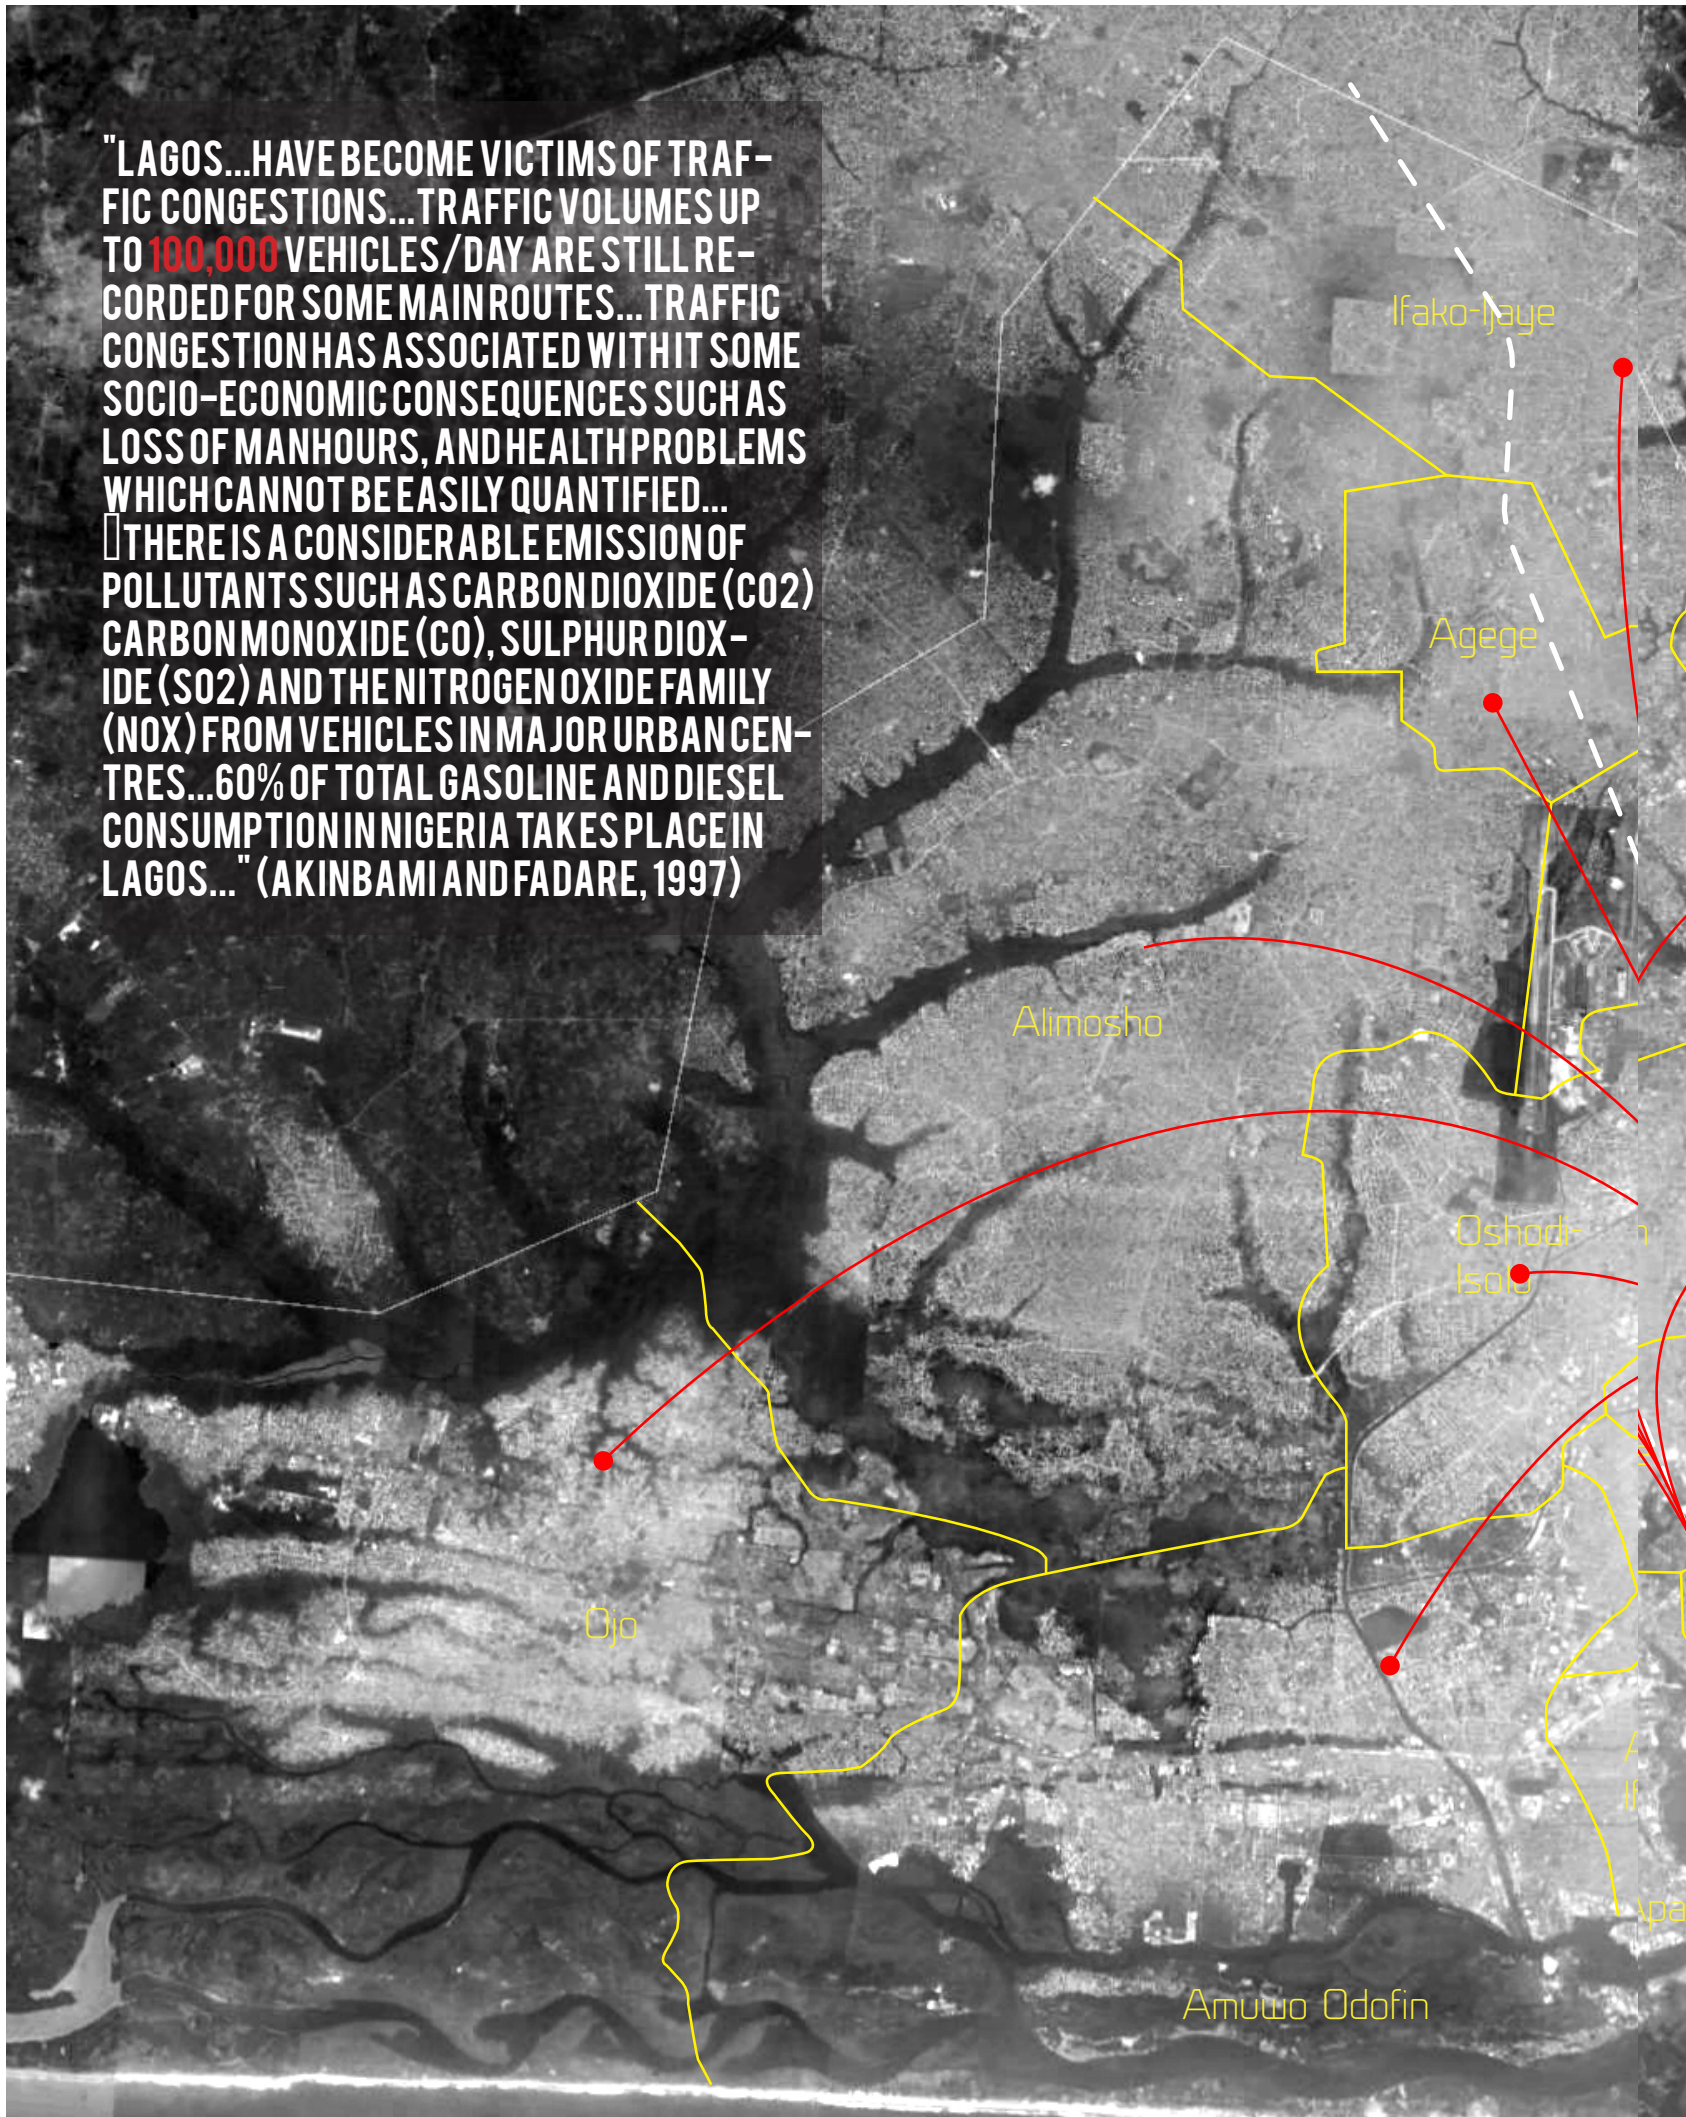 "LAGOS...HAVE BECOME VICTIMS OF TRAF-
FIC CONGESTIONS...TRAFFIC VOLUMES UP
TO 100,000 VEHICLES/DAY ARE STILL RE-
CORDED FOR SOME MAIN ROUTES...TRAFFIC
CONGESTION HAS ASSOCIATED WITH IT SOME
SOCIO-ECONOMIC CONSEQUENCES SUCH AS
LOSS OF MANHOURS, AND HEALTH PROBLEMS
WHICH CANNOT BE EASILY QUANTIFIED...
THERE IS A CONSIDERABLE EMISSION OF
POLLUTANTS SUCH AS CARBON DIOXIDE (CO2)
CARBON MONOXIDE (CO), SULPHUR DIOX-
IDE (SO2) AND THE NITROGEN OXIDE FAMILY
(NOX) FROM VEHICLES IN MAJOR URBAN CEN-
TRES...60% OF TOTAL GASOLINE AND DIESEL
CONSUMPTION IN NIGERIA TAKES PLACE IN
LAGOS..." (AKINBAMI AND FADARE, 1997)
Ifako-Ijaye
Agege
Alimosho
Oshodi-
Isolo
Ojo
Amuwo Odofin